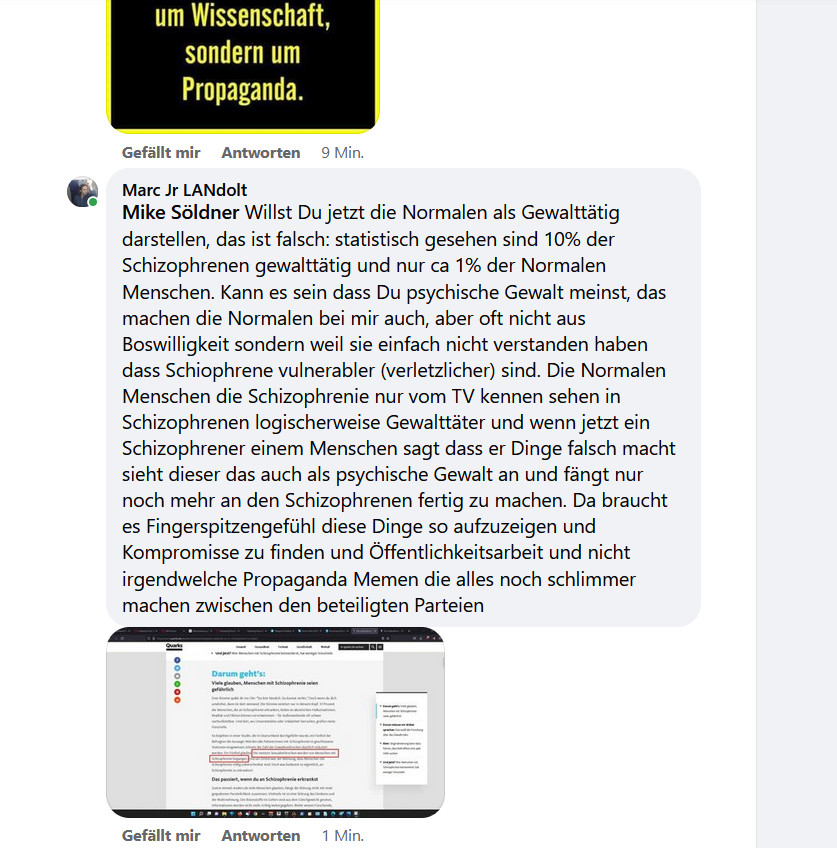 um Wissenschaft,
sondern um
Propaganda.
Gefällt mir Antworten 9 Min.
Marc Jr LANdolt
Mike Söldner Willst Du jetzt die Normalen als Gewalttätig
darstellen, das ist falsch: statistisch gesehen sind 10% der
Schizophrenen gewalttätig und nur ca 1% der Normalen
Menschen. Kann es sein dass Du psychische Gewalt meinst, das
machen die Normalen bei mir auch, aber oft nicht aus
Boswilligkeit sondern weil sie einfach nicht verstanden haben
dass Schiophrene vulnerabler (verletzlicher) sind. Die Normalen
Menschen die Schizophrenie nur vom TV kennen sehen in
Schizophrenen logischerweise Gewalttäter und wenn jetzt ein
Schizophrener einem Menschen sagt dass er Dinge falsch macht
sieht dieser das auch als psychische Gewalt an und fängt nur
noch mehr an den Schizophrenen fertig zu machen. Da braucht
es Fingerspitzengefühl diese Dinge so aufzuzeigen und
Kompromisse zu finden und Öffentlichkeitsarbeit und nicht
irgendwelche Propaganda Memen die alles noch schlimmer
machen zwischen den beteiligten Parteien
Quarks
Darum geht's:
Viele glauben, Menschen mit Schizophrenie seien
gefährlich
Das passiert, wenn du an Schizophrenie erkrankst
Gefällt mir Antworten 1 Min.